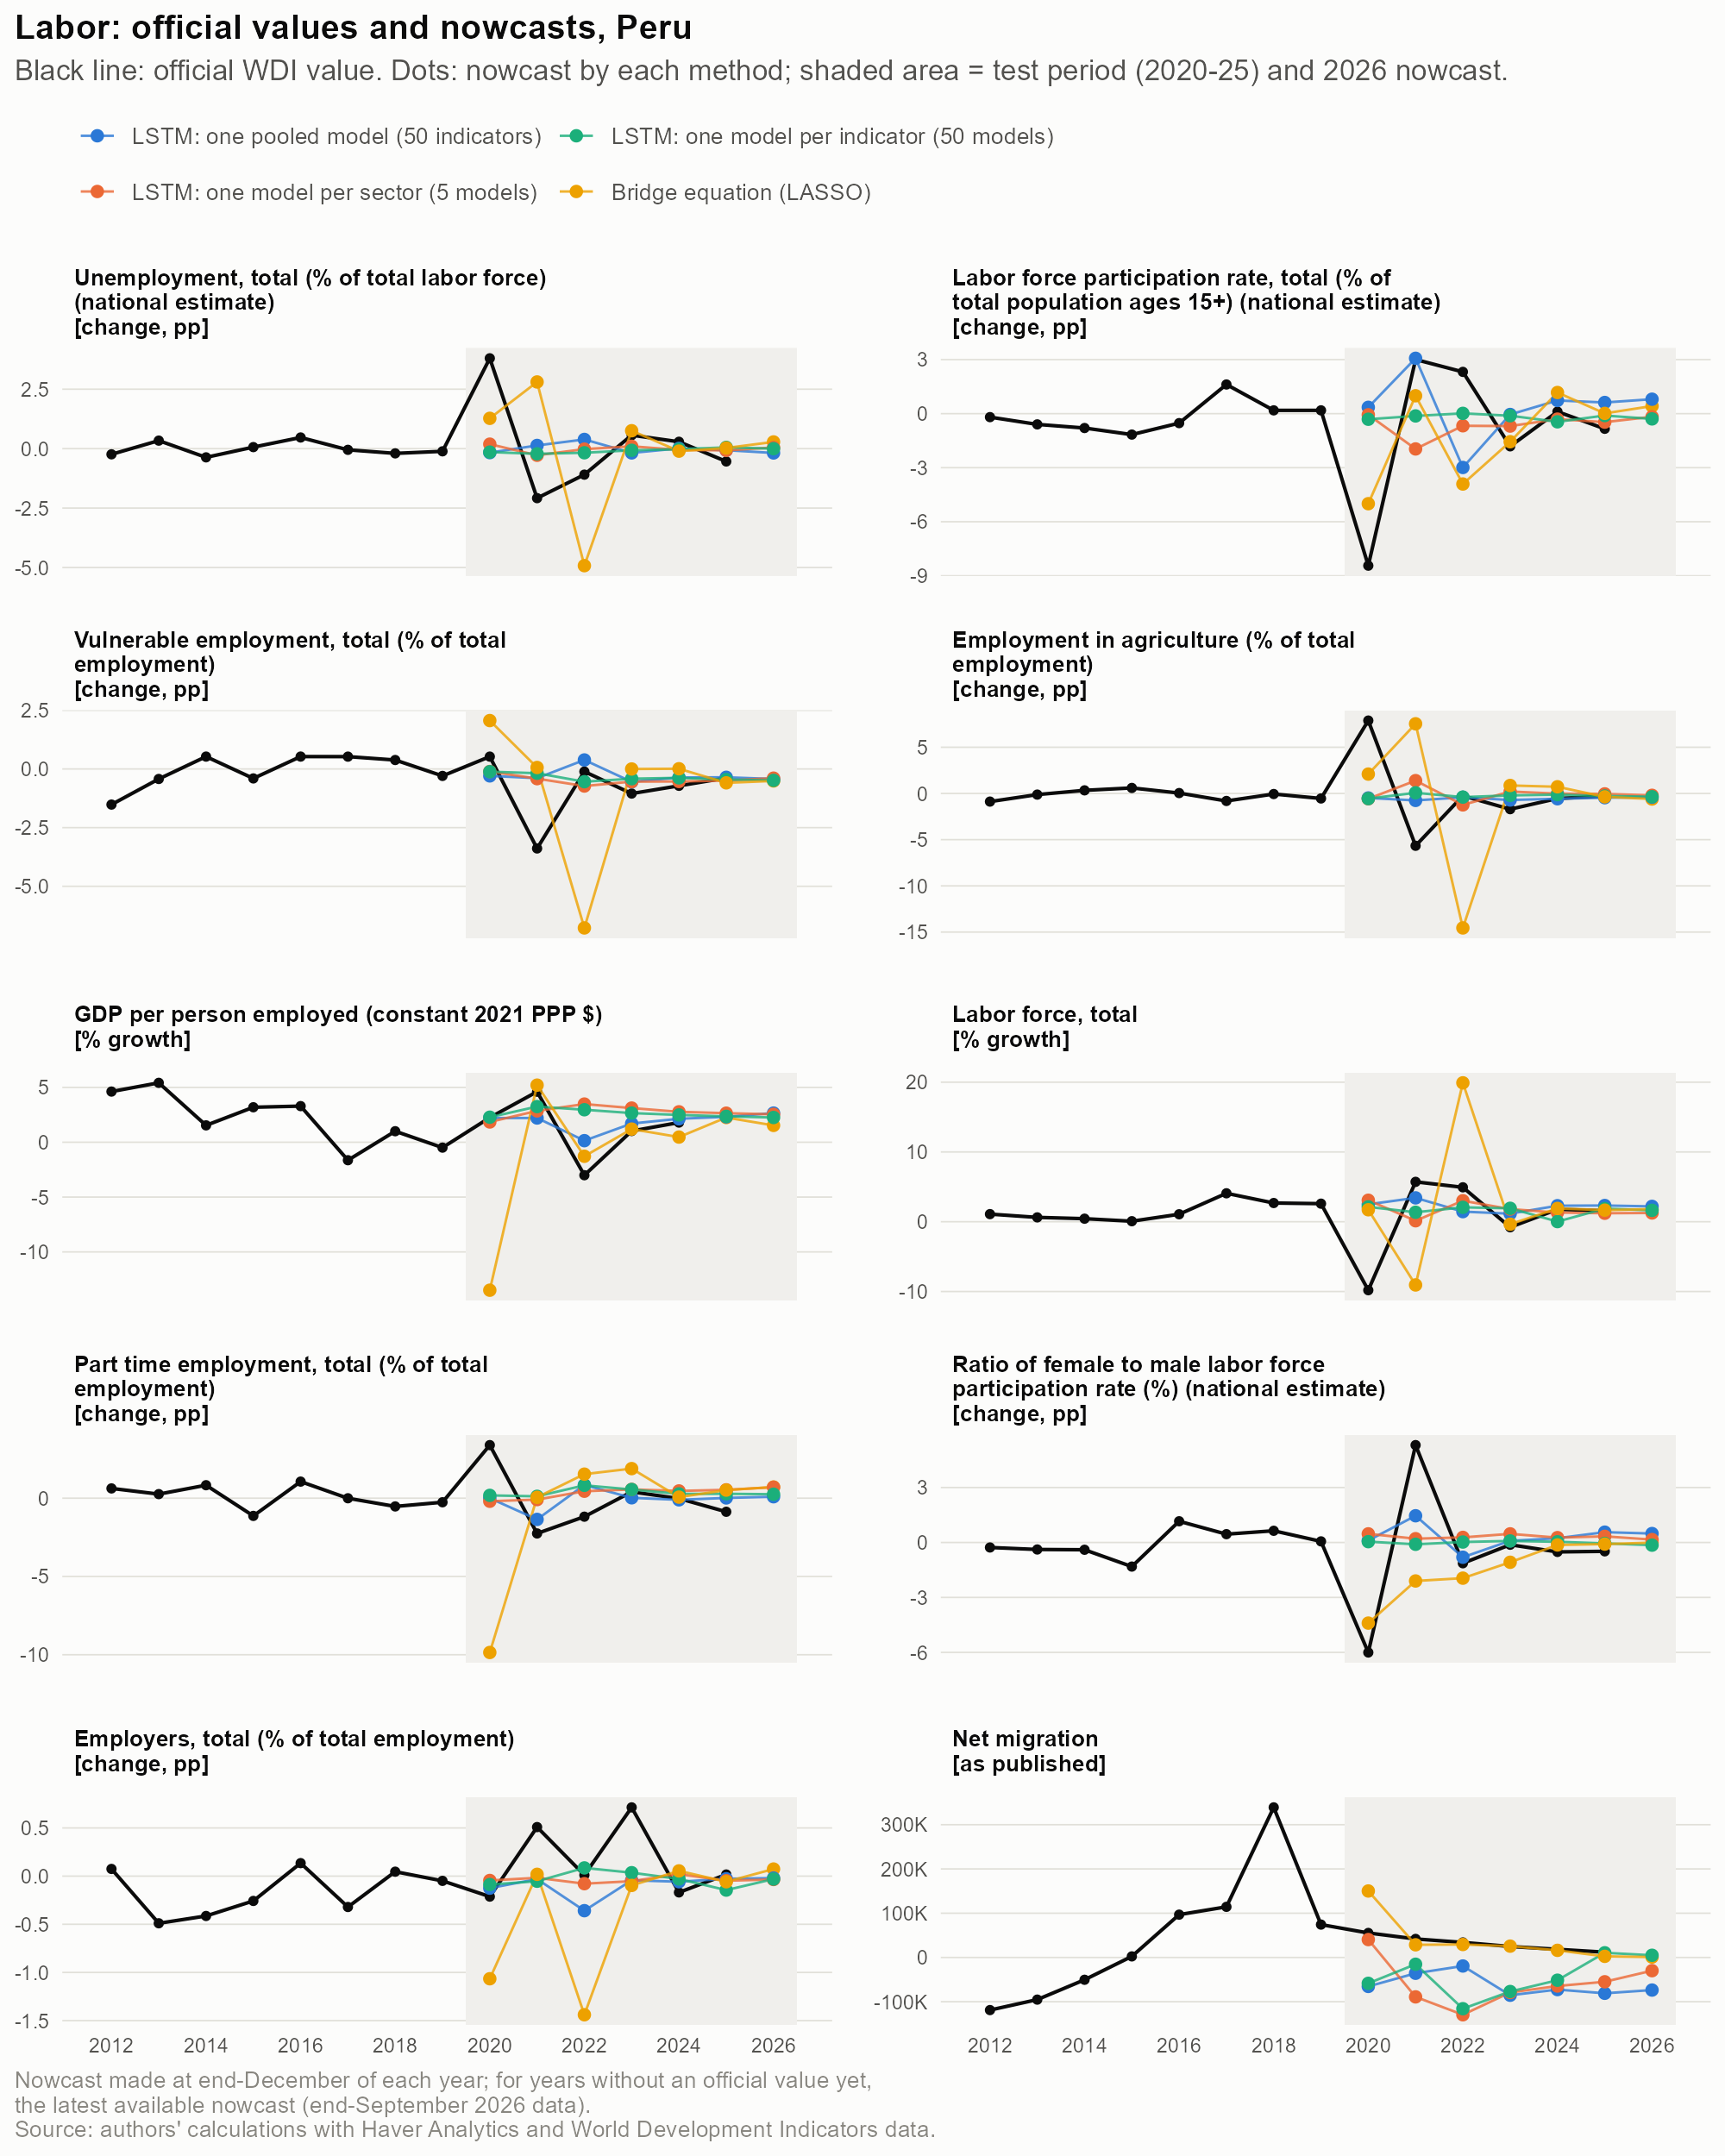 Labor: official values and nowcasts, Peru
Black line: official WDI value. Dots: nowcast by each method; shaded area = test period (2020-25) and 2026 nowcast.
LSTM: one pooled model (50 indicators)
LSTM: one model per indicator (50 models)
LSTM: one model per sector (5 models)
Bridge equation (LASSO)
Unemployment, total (% of total labor force)
(national estimate)
[change, pp]
2.5
0.0
-2.5
-5.0
Labor force participation rate, total (% of
total population ages 15+) (national estimate)
[change, pp]
3
0
-3
-6
-9
Vulnerable employment, total (% of total
employment)
[change, pp]
2.5
0.0
-2.5
-5.0
Employment in agriculture (% of total
employment)
[change, pp]
5
0
-5
-10
-15
GDP per person employed (constant 2021 PPP $)
[% growth]
5
0
-5
-10
Labor force, total
[% growth]
20
10
0
-10
Part time employment, total (% of total
employment)
[change, pp]
0
-5
-10
Ratio of female to male labor force
participation rate (%) (national estimate)
[change, pp]
3
0
-3
-6
Employers, total (% of total employment)
[change, pp]
0.5
0.0
-0.5
-1.0
-1.5
2012 2014 2016 2018 2020 2022 2024 2026
Net migration
[as published]
300K
200K
100K
0
-100K
2012 2014 2016 2018 2020 2022 2024 2026
Nowcast made at end-December of each year; for years without an official value yet,
the latest available nowcast (end-September 2026 data).
Source: authors' calculations with Haver Analytics and World Development Indicators data.